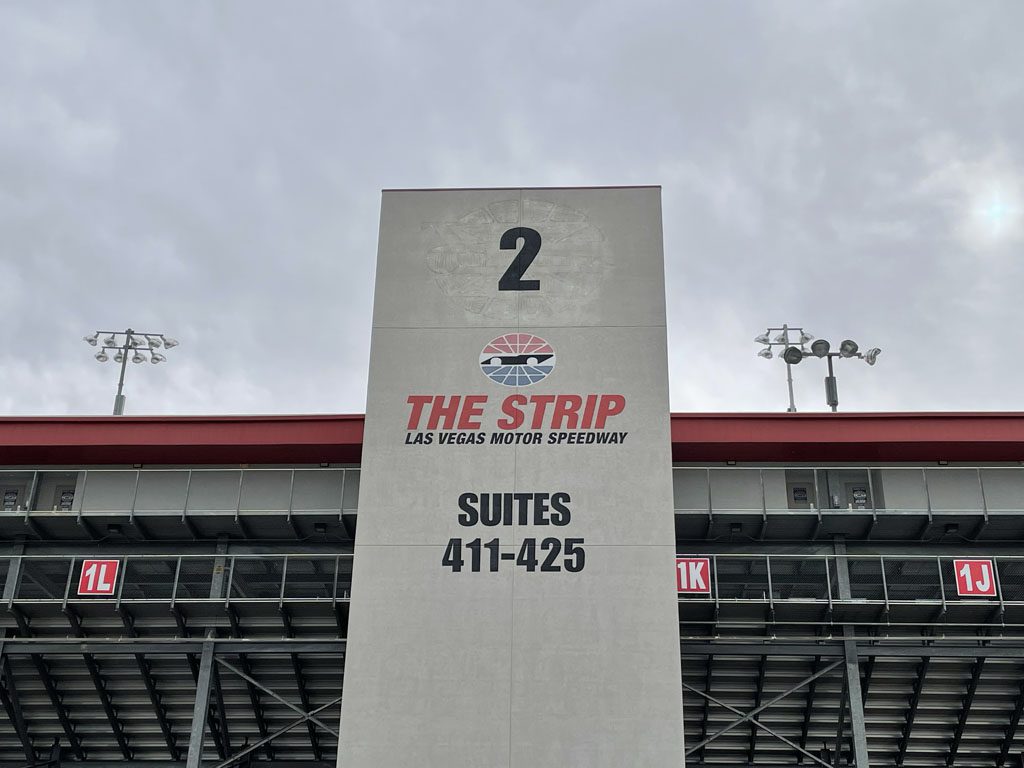 2
THE STRIP
LAS VEGAS MOTOR SPEEDWAY
SUITES
411-425
1L
1K
1J